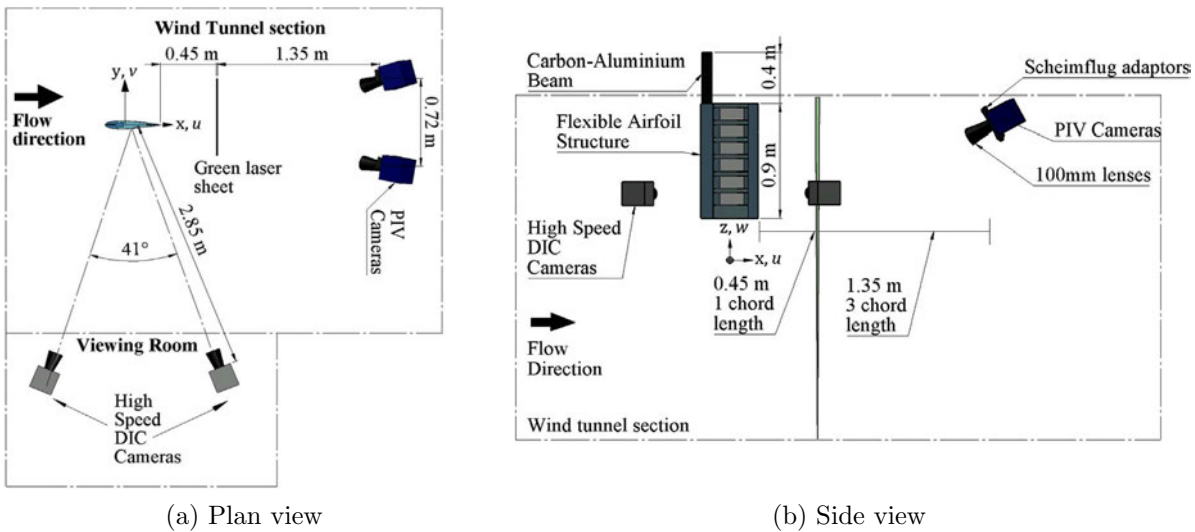 Wind Tunnel section
0.45 m
1.35 m
y, v
Flow
direction
x, u
Green laser
sheet
0.72 m
PIV
Cameras
2.85 m
41°
Viewing Room
High
Speed
DIC
Cameras
(a) Plan view
Carbon-Aluminium
Beam
0.4 m
Scheimflug adaptors
Flexible Airfoil
Structure
PIV Cameras
0.9 m
100mm lenses
High Speed
DIC
Cameras
z, w
x, u
0.45 m
1 chord
length
1.35 m
3 chord
length
Flow
Direction
Wind tunnel section
(b) Side view